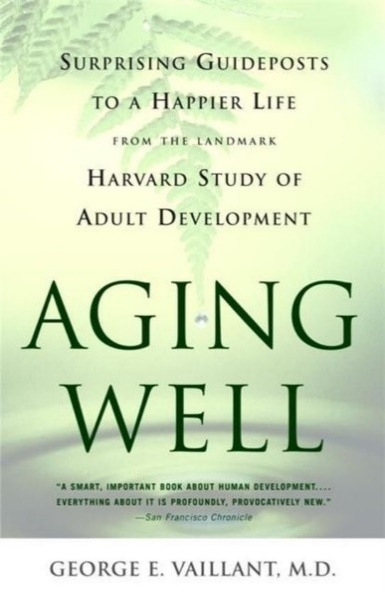 SURPRISING GUIDEPOSTS
TO A HAPPIER LIFE
FROM THE LANDMARK
HARVARD STUDY OF
ADULT DEVELOPMENT
AGING
WELL
"A SMART, IMPORTANT BOOK ABOUT HUMAN DEVELOPMENT....
EVERYTHING ABOUT IT IS PROFOUNDLY, PROVOCATIVELY NEW."
—San Francisco Chronicle
GEORGE E. VAILLANT, M.D.